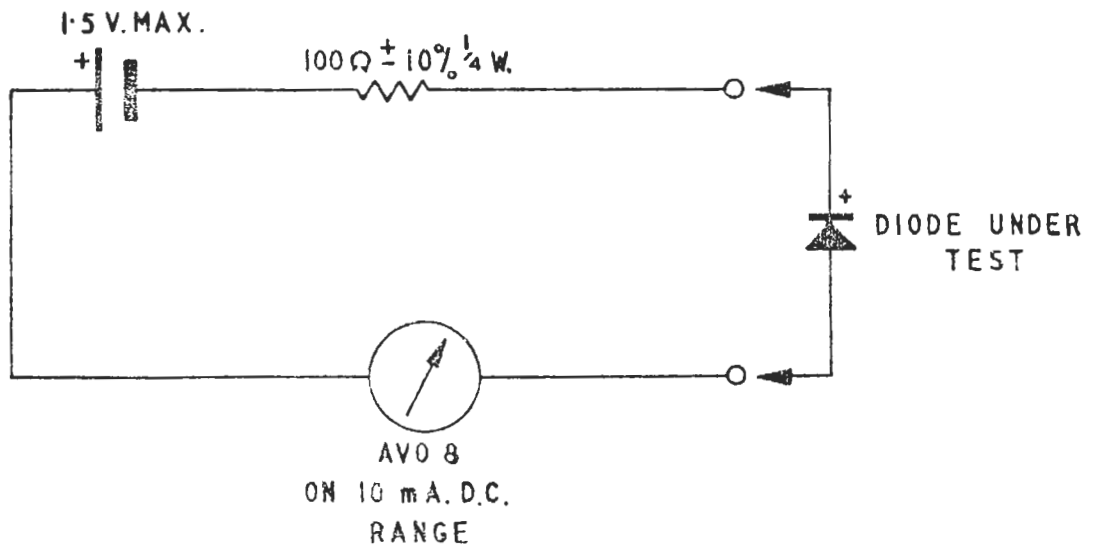 1·5 V. MAX.
+
100Ω ± 10% ¼ W.
+
DIODE UNDER
TEST
AVO 8
ON 10 mA. D.C.
RANGE